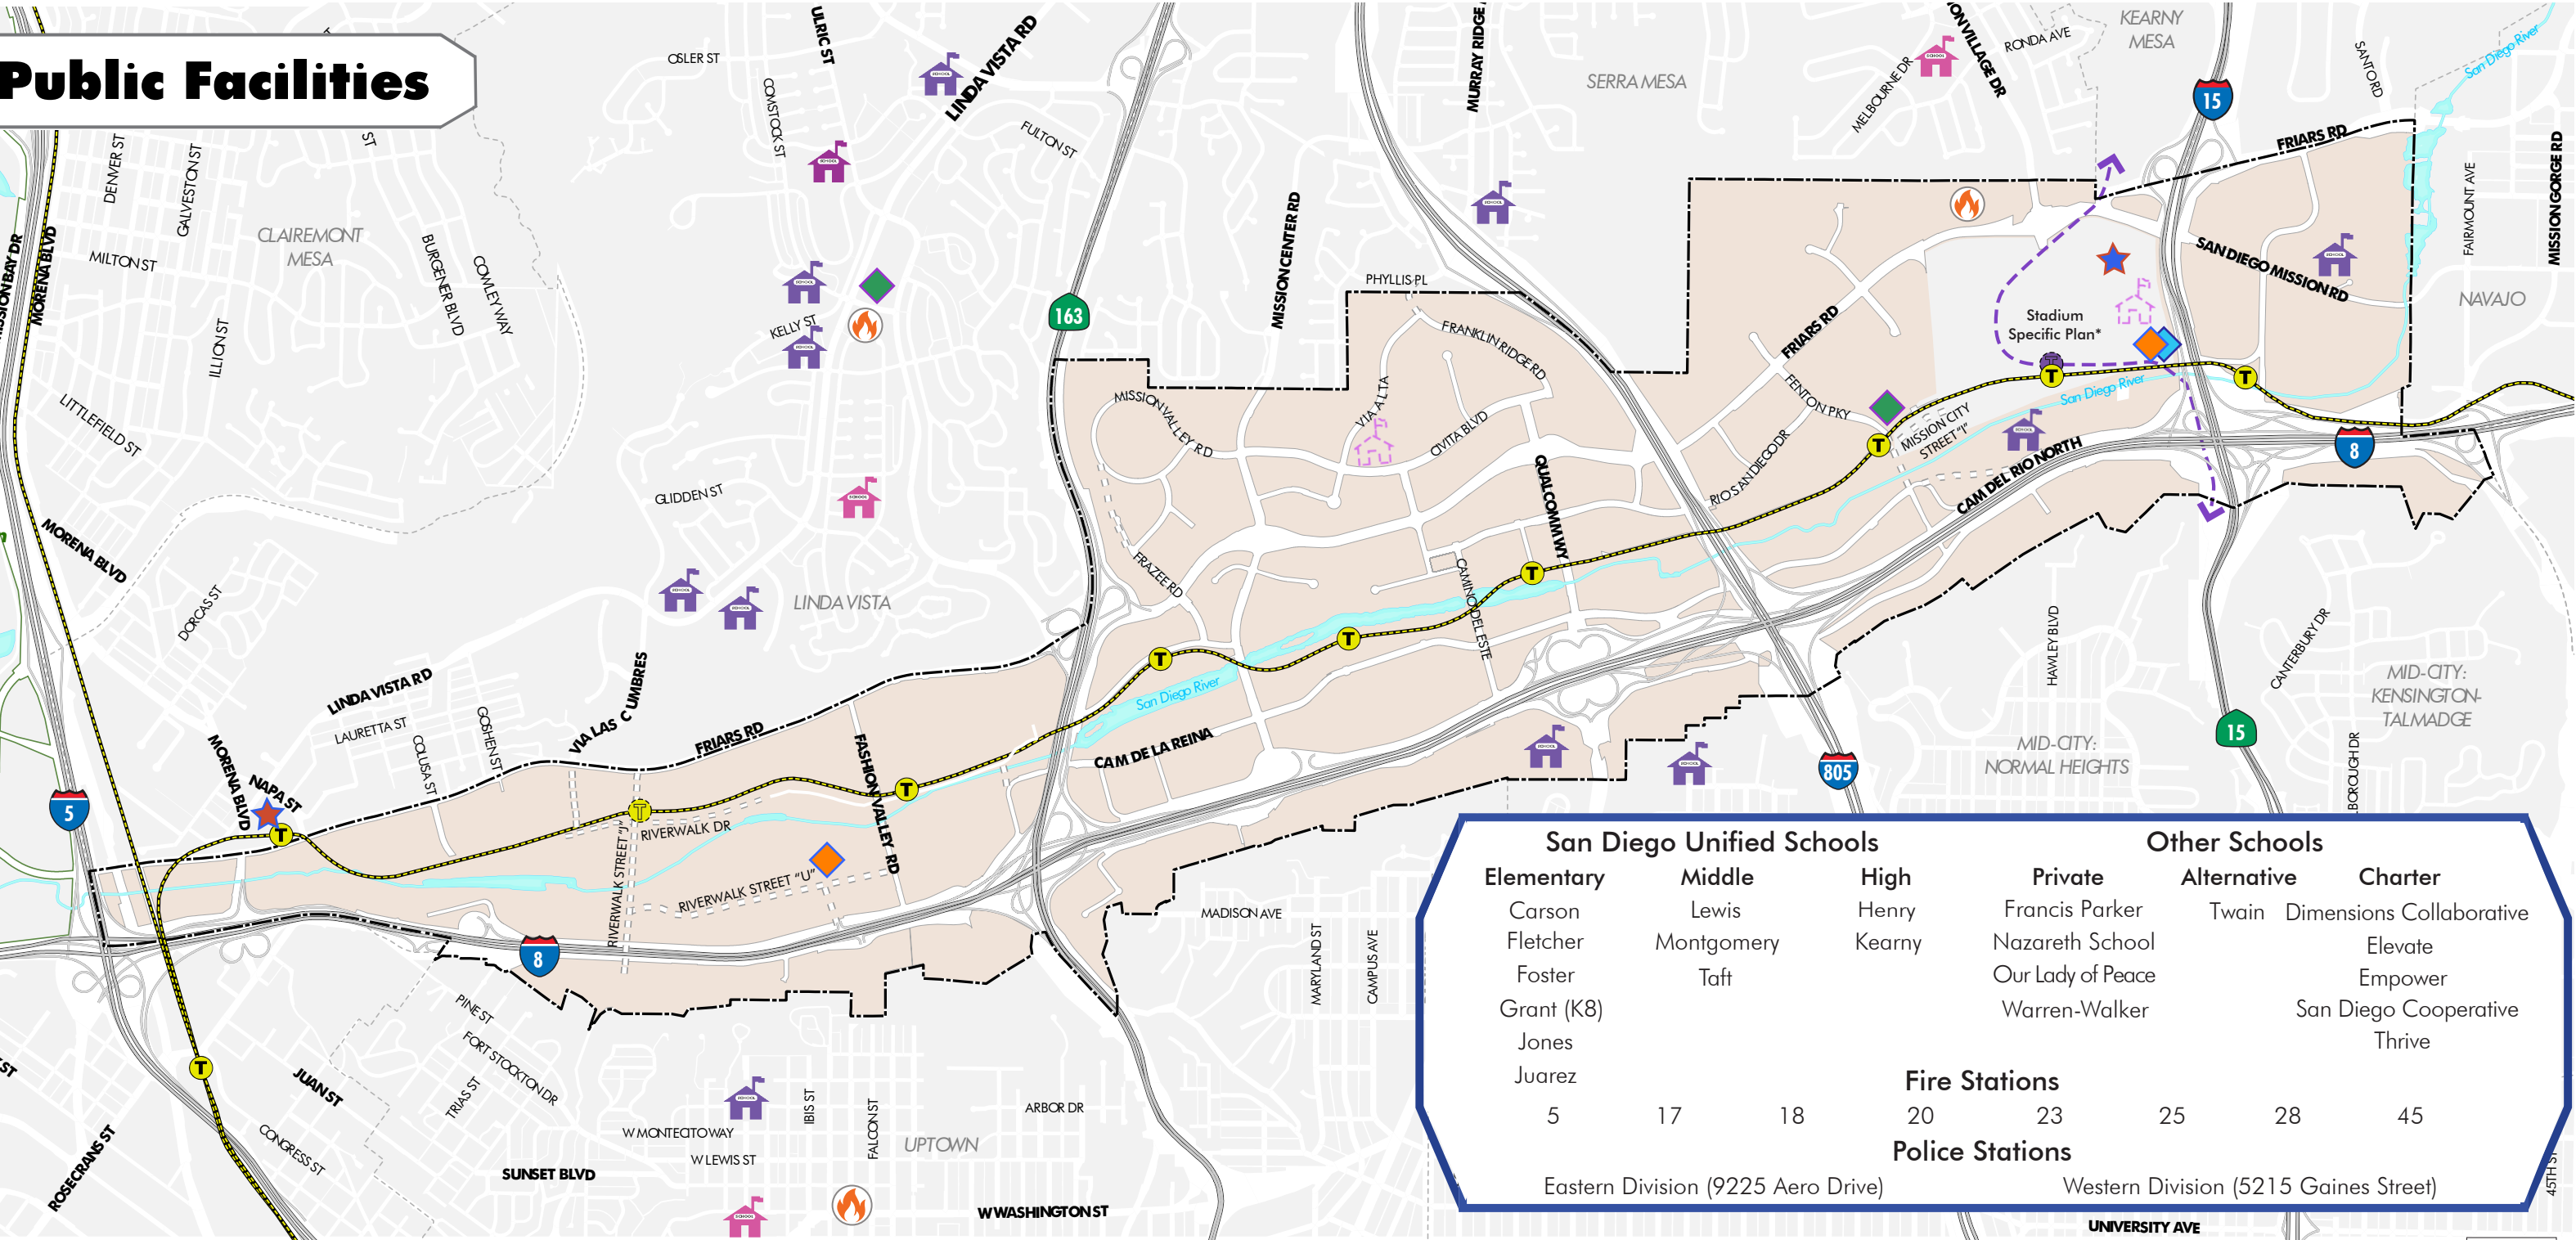 Public Facilities
OSLER ST
ULRIC ST
LINDA VISTA RD
COMSTOCK ST
FULTON ST
MURRAY RIDGE
SERRA MESA
MELBOURNE DR
RONDA AVE
KEARNY
MESA
SANTO RD
San Diego River
15
FRIARS RD
MISSION GORGE RD
FAIRMOUNT AVE
NAVAJO
SAN DIEGO MISSION RD
DENVER ST
GALVESTON ST
ST
MILTON ST
CLAIREMONT
MESA
BURGENER BLVD
COWLEY WAY
ILLION ST
LITTLEFIELD ST
MORENA BLVD
MORENA BLVD
DORCAS ST
KELLY ST
GLIDDEN ST
LINDA VISTA
163
MISSION CENTER RD
PHYLLIS PL
FRANKLIN RIDGE RD
VIA ALTA
CIVITA BLVD
MISSION VALLEY RD
QUALCOMM WY
FRAZEE RD
CAMINO DEL ESTE
RIO SAN DIEGO DR
FRIARS RD
FENTON PKY
MISSION CITY
STREET "I"
Stadium
Specific Plan*
San Diego River
CAM DEL RIO NORTH
8
HAWLEY BLVD
CANTERBURY DR
MID-CITY:
KENSINGTON-
TALMADGE
15
MID-CITY:
NORMAL HEIGHTS
805
LINDA VISTA RD
LAURETTA ST
GOSHEN ST
COLUSA ST
VIA LAS CUMBRES
FRIARS RD
San Diego River
CAM DE LA REINA
FASHION VALLEY RD
MORENA BLVD
NAPA ST
5
RIVERWALK DR
RIVERWALK STREET "J"
RIVERWALK STREET "U"
8
MADISON AVE
MARYLAND ST
CAMPUS AVE
PINE ST
FORT STOCKTON DR
TRIAS ST
JUAN ST
CONGRESS ST
ROSECRANS ST
SUNSET BLVD
W MONTECITO WAY
W LEWIS ST
IBIS ST
FALCON ST
UPTOWN
ARBOR DR
W WASHINGTON ST
UNIVERSITY AVE
45TH ST
San Diego Unified Schools
Other Schools
Elementary
Middle
High
Private
Alternative
Charter
Carson
Lewis
Henry
Francis Parker
Twain
Dimensions Collaborative
Fletcher
Montgomery
Kearny
Nazareth School
Elevate
Foster
Taft
Our Lady of Peace
Empower
Grant (K8)
Warren-Walker
San Diego Cooperative
Jones
Thrive
Juarez
Fire Stations
5 17 18 20 23 25 28 45
Police Stations
Eastern Division (9225 Aero Drive)
Western Division (5215 Gaines Street)